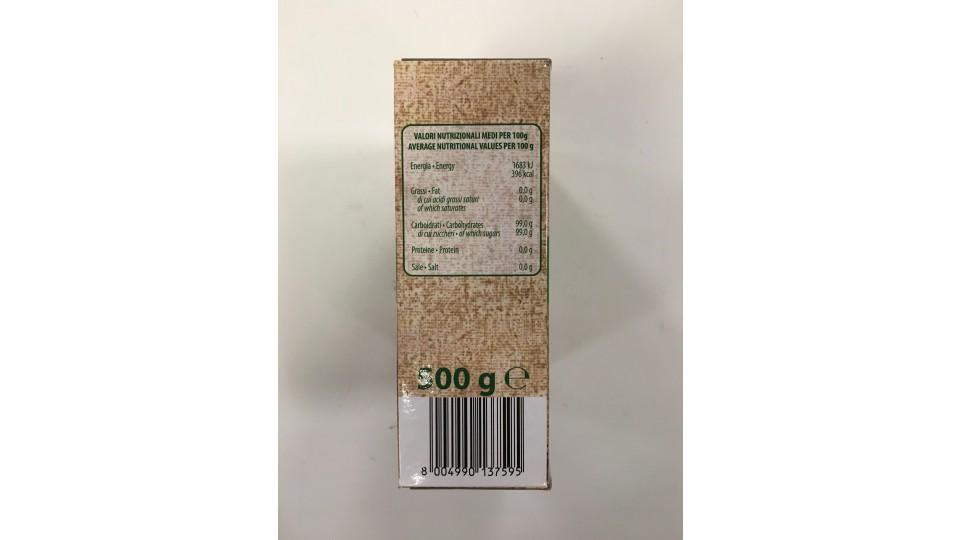 VALORI NUTRIZIONALI MEDI PER 100g
AVERAGE NUTRITIONAL VALUES PER 100 g
Energia • Energy 1683 kJ
396 kcal
Grassi • Fat 0,0 g
di cui acidi grassi saturi 0,0 g
of which saturates
Carboidrati • Carbohydrates 99,0 g
di cui zuccheri • of which sugars 99,0 g
Proteine • Protein 0,0 g
Sale • Salt 0,0 g
500 g ℮
8 004990 137595